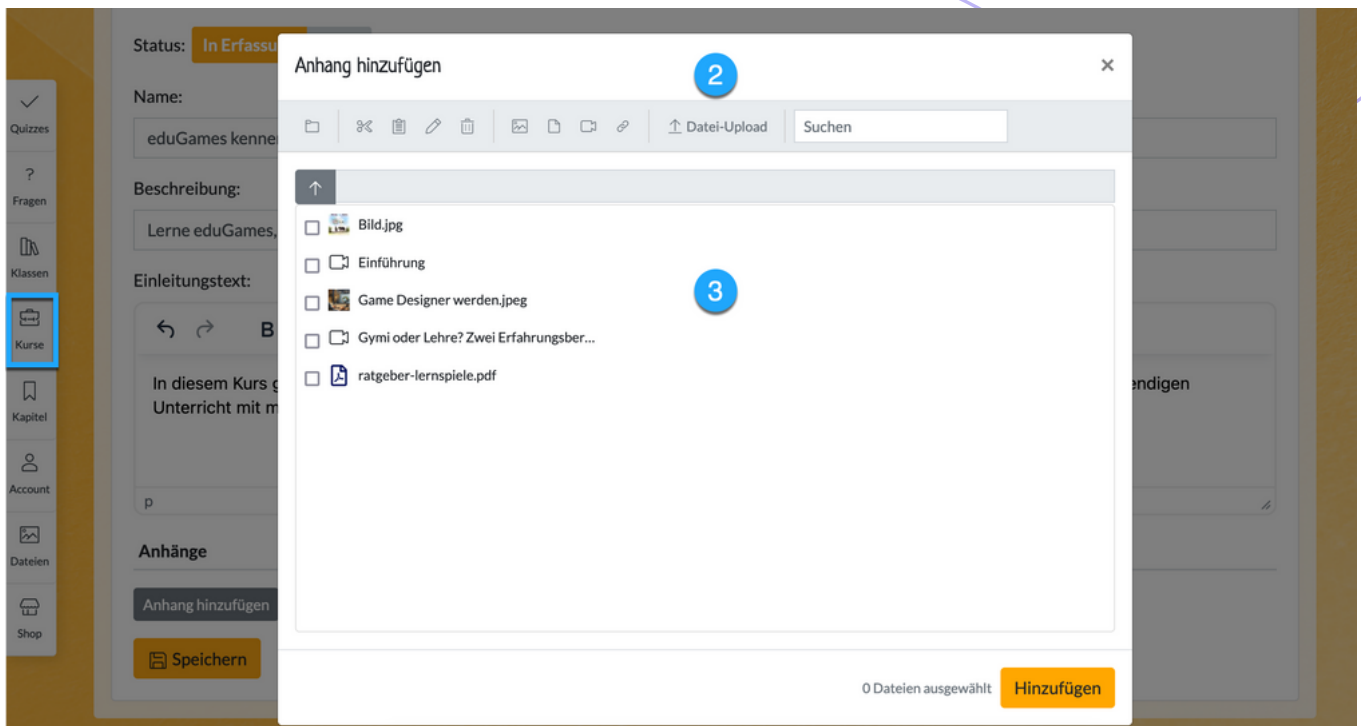 Status: In Erfassu
Anhang hinzufügen
2
×
Name:
Quizzes
Datei-Upload
Suchen
eduGames kenne
?
Fragen
Beschreibung:
Bild.jpg
Lerne eduGames,
Einführung
Klassen
Einleitungstext:
Game Designer werden.jpeg
3
B
Gymi oder Lehre? Zwei Erfahrungsber...
Kurse
ratgeber-lernspiele.pdf
In diesem Kurs g
endigen
Unterricht mit m
Kapitel
Account
p
Anhänge
Dateien
Anhang hinzufügen
Shop
Speichern
0 Dateien ausgewählt
Hinzufügen